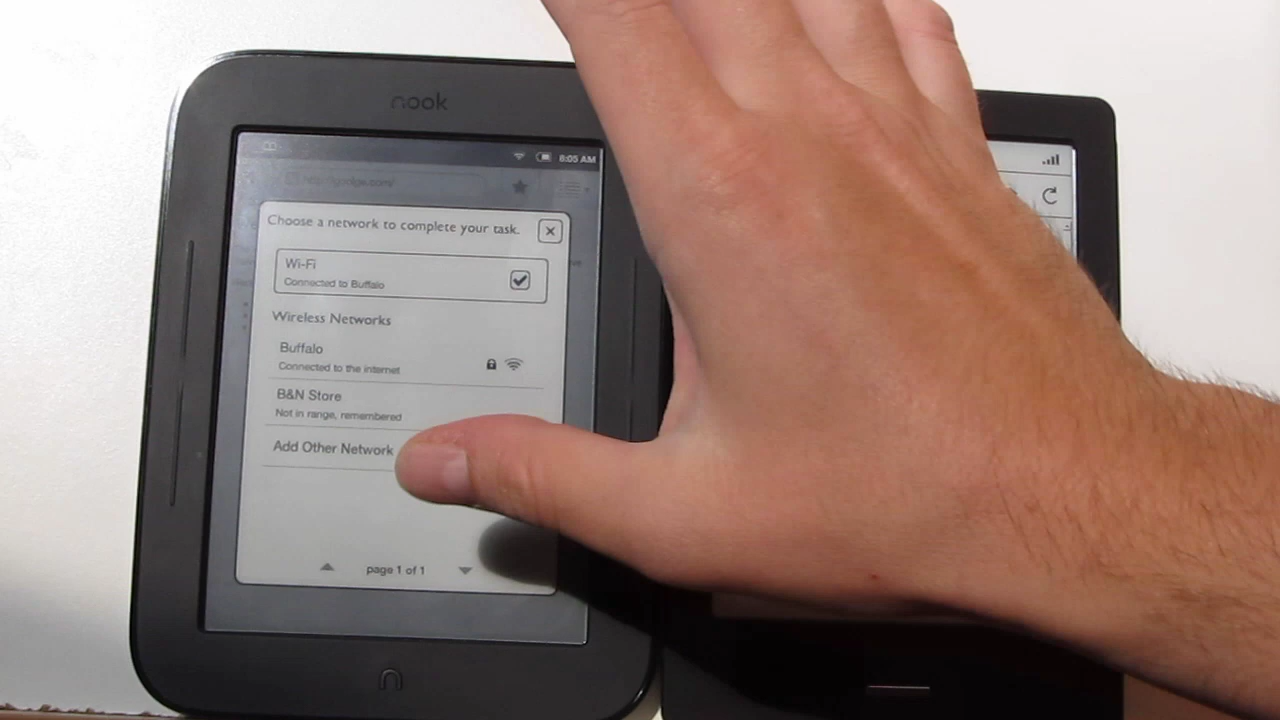 nook
8:05 AM
Choose a network to complete your task.
Wi-Fi
Connected to Buffalo
Wireless Networks
Buffalo
Connected to the internet
B&N Store
Not in range, remembered
Add Other Network
page 1 of 1